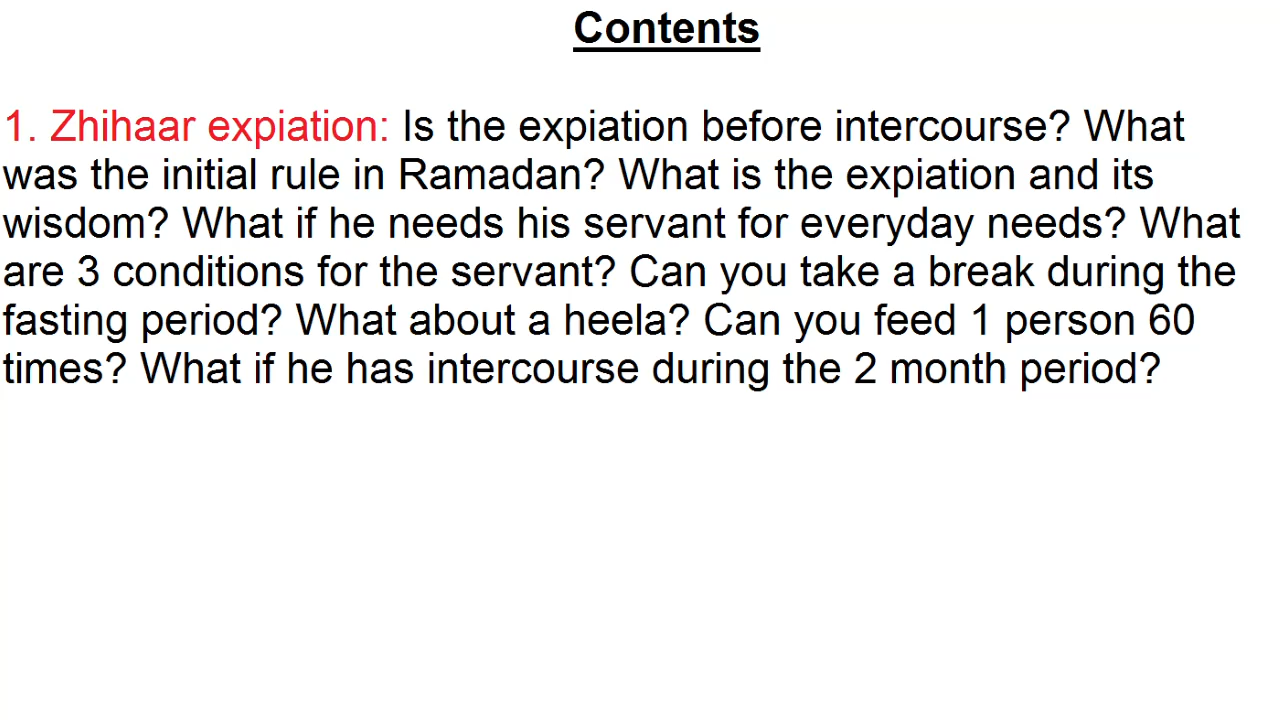 Contents
1. Zhihaar expiation: Is the expiation before intercourse? What
was the initial rule in Ramadan? What is the expiation and its
wisdom? What if he needs his servant for everyday needs? What
are 3 conditions for the servant? Can you take a break during the
fasting period? What about a heela? Can you feed 1 person 60
times? What if he has intercourse during the 2 month period?